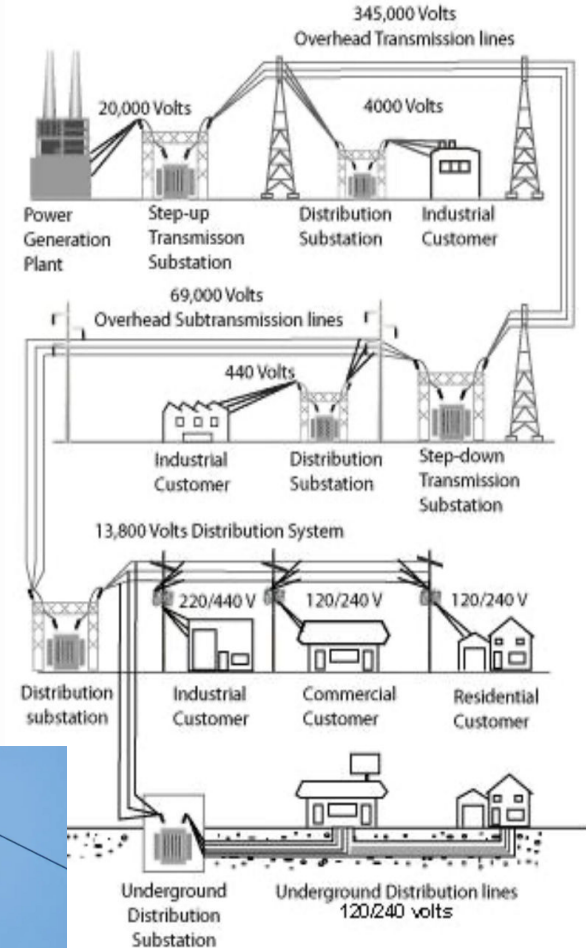 345,000 Volts
Overhead Transmission lines
20,000 Volts
4000 Volts
Power
Generation
Plant
Step-up
Transmisson
Substation
Distribution
Substation
Industrial
Customer
69,000 Volts
Overhead Subtransmission lines
440 Volts
Industrial
Customer
Distribution
Substation
Step-down
Transmission
Substation
13,800 Volts Distribution System
220/440 V
120/240 V
120/240 V
Distribution
substation
Industrial
Customer
Commercial
Customer
Residential
Customer
Underground
Distribution
Substation
Underground Distribution lines
120/240 volts